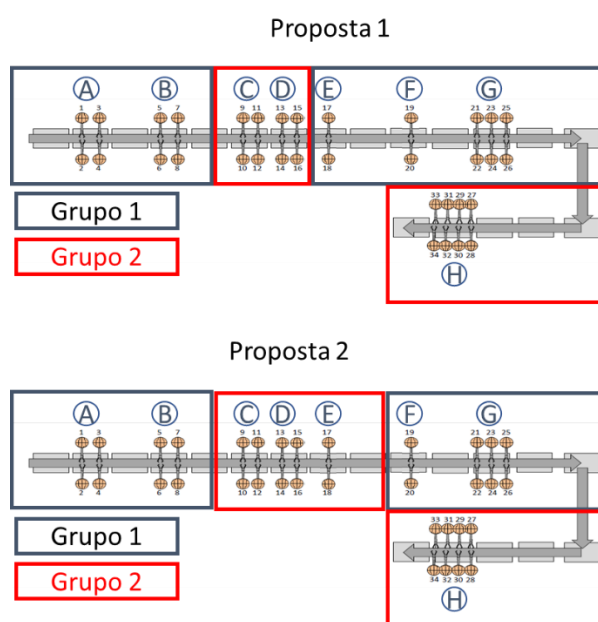 Proposta 1
A B C D E F G
1 3 5 7 9 11 13 15 17 19 21 23 25
2 4 6 8 10 12 14 16 18 20 22 24 26
33 31 29 27
Grupo 1
34 32 30 28
Grupo 2
H
Proposta 2
A B C D E F G
1 3 5 7 9 11 13 15 17 19 21 23 25
2 4 6 8 10 12 14 16 18 20 22 24 26
33 31 29 27
Grupo 1
34 32 30 28
Grupo 2
H